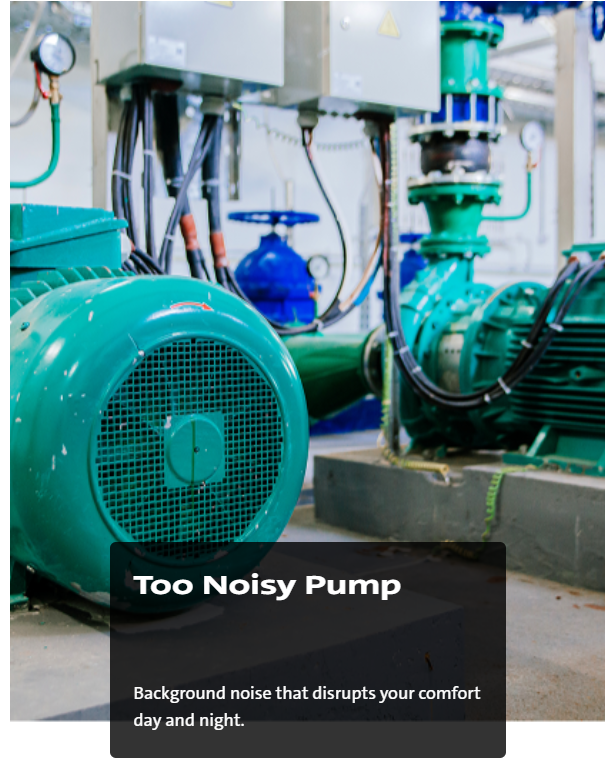 Too Noisy Pump
Background noise that disrupts your comfort
day and night.